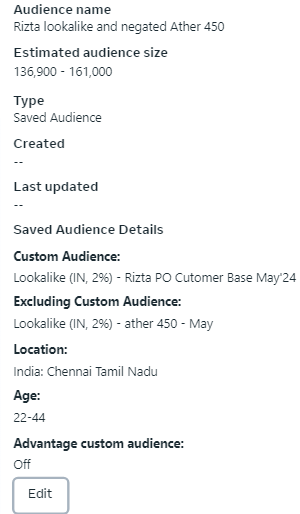 Audience name
Rizta lookalike and negated Ather 450
Estimated audience size
136,900 - 161,000
Type
Saved Audience
Created
--
Last updated
--
Saved Audience Details
Custom Audience:
Lookalike (IN, 2%) - Rizta PO Cutomer Base May'24
Excluding Custom Audience:
Lookalike (IN, 2%) - ather 450 - May
Location:
India: Chennai Tamil Nadu
Age:
22-44
Advantage custom audience:
Off
Edit